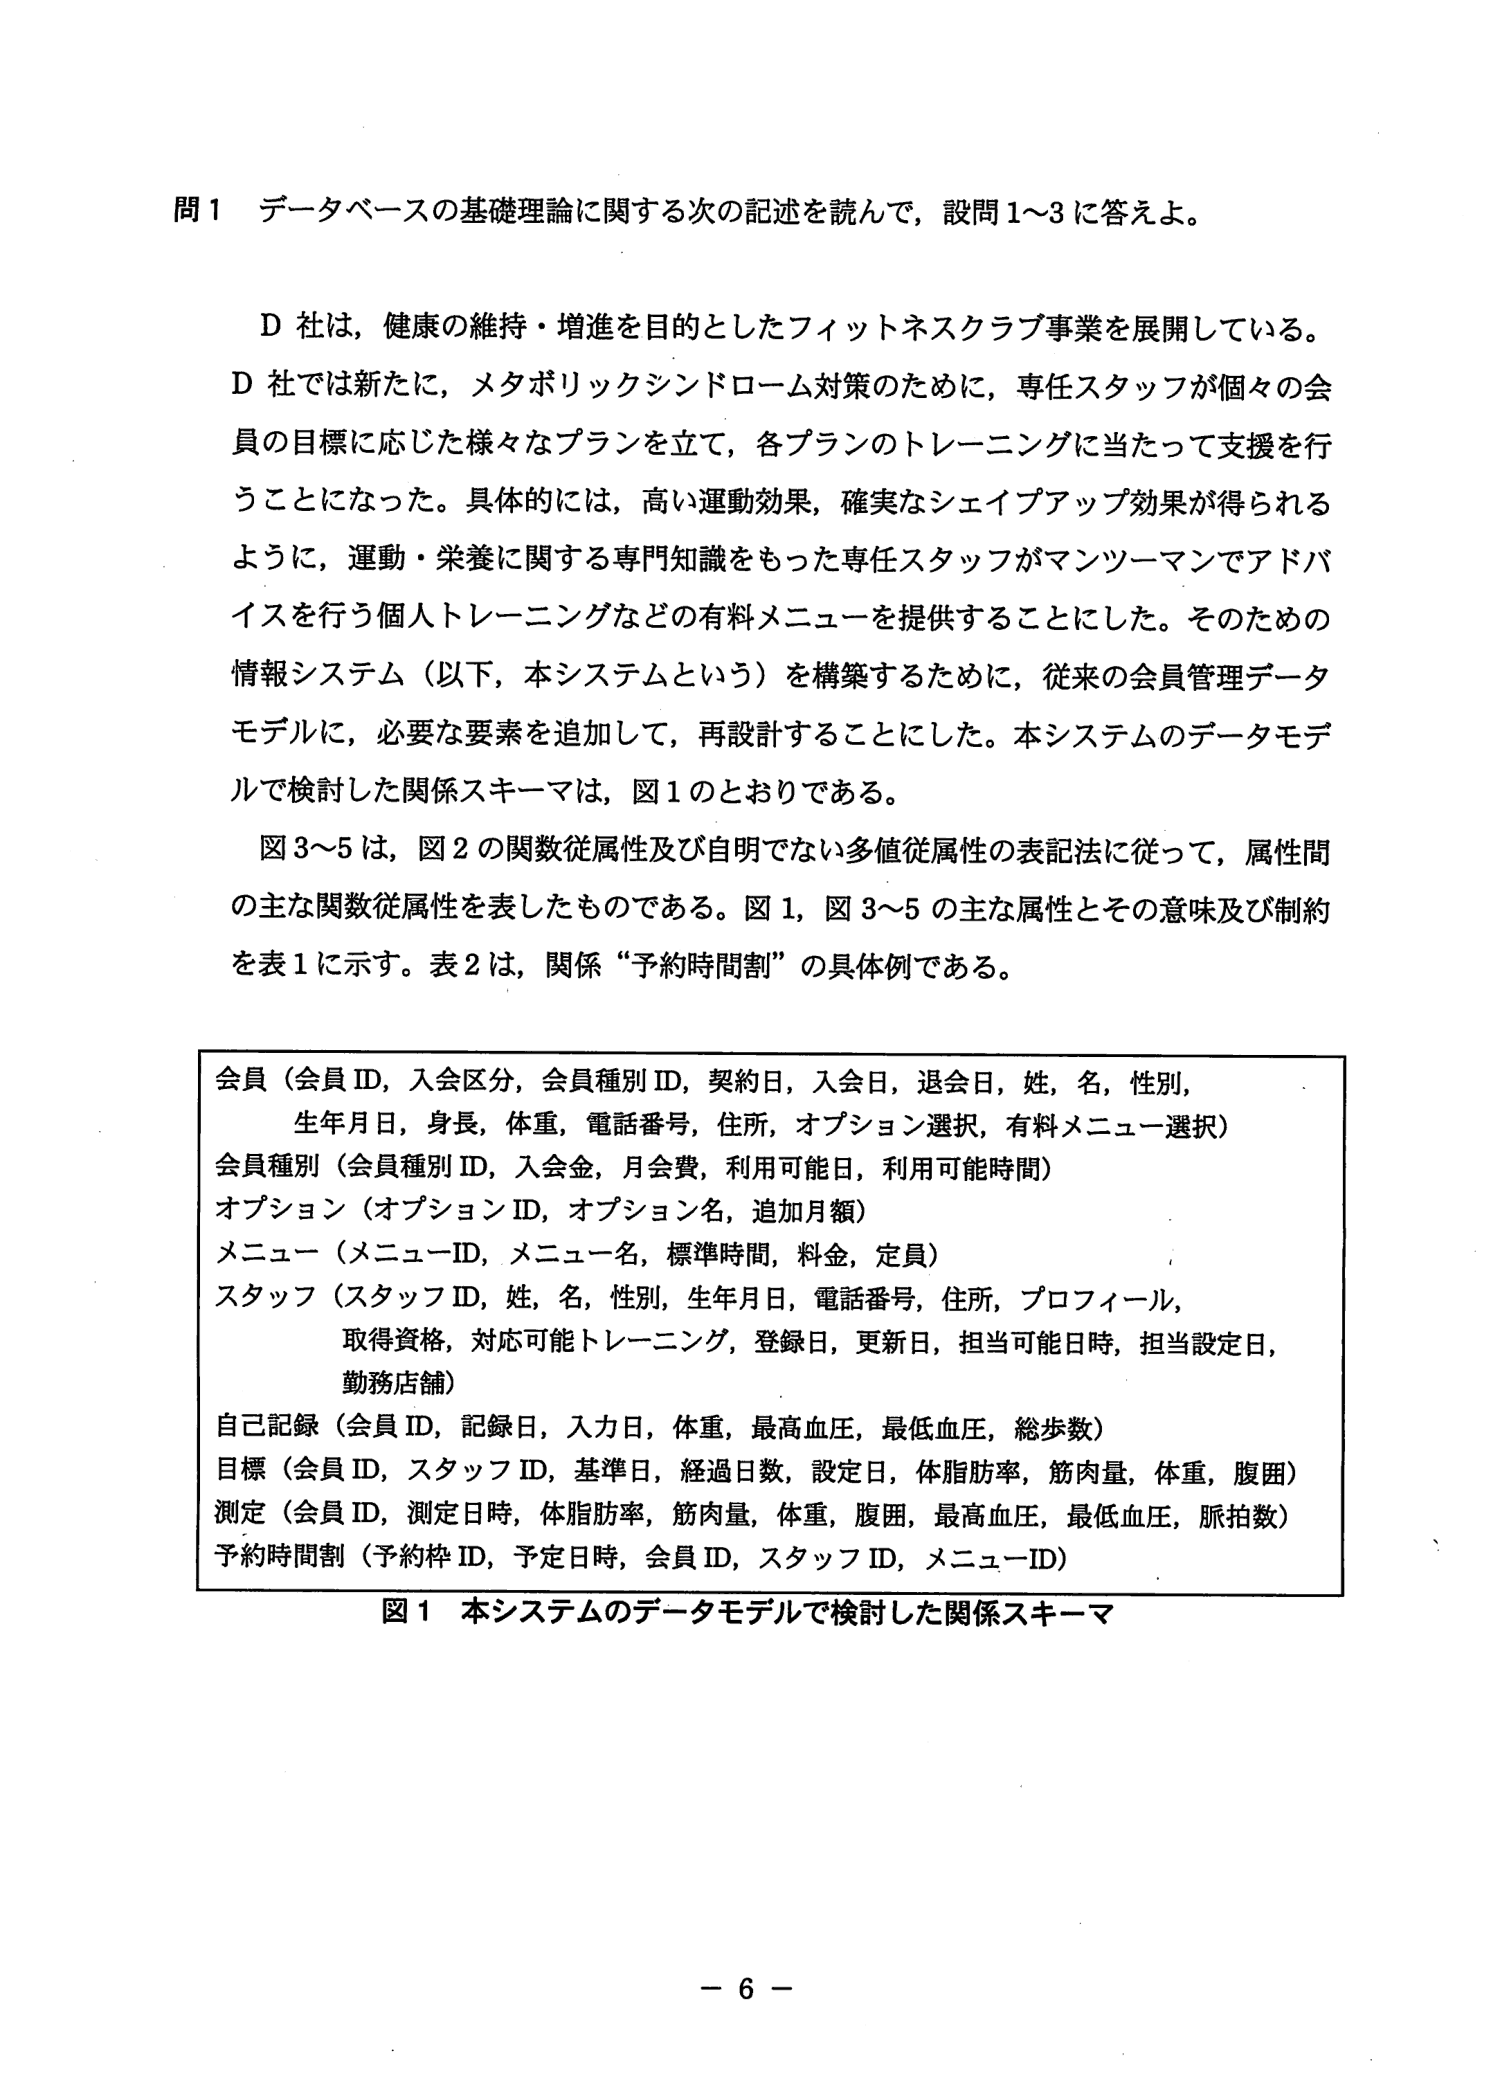 問1　データベースの基礎理論に関する次の記述を読んで，設問1～3に答えよ。
D 社は，健康の維持・増進を目的としたフィットネスクラブ事業を展開している。
D 社では新たに，メタボリックシンドローム対策のために，専任スタッフが個々の会
員の目標に応じた様々なプランを立て，各プランのトレーニングに当たって支援を行
うことになった。具体的には，高い運動効果，確実なシェイプアップ効果が得られる
ように，運動・栄養に関する専門知識をもった専任スタッフがマンツーマンでアドバ
イスを行う個人トレーニングなどの有料メニューを提供することにした。そのための
情報システム（以下，本システムという）を構築するために，従来の会員管理データ
モデルに，必要な要素を追加して，再設計することにした。本システムのデータモデ
ルで検討した関係スキーマは，図1のとおりである。
図3～5は，図2の関数従属性及び自明でない多値従属性の表記法に従って，属性間
の主な関数従属性を表したものである。図1，図3～5の主な属性とその意味及び制約
を表1に示す。表2は，関係“予約時間割”の具体例である。
会員（会員ID，入会区分，会員種別ID，契約日，入会日，退会日，姓，名，性別，
生年月日，身長，体重，電話番号，住所，オプション選択，有料メニュー選択）
会員種別（会員種別ID，入会金，月会費，利用可能日，利用可能時間）
オプション（オプションID，オプション名，追加月額）
メニュー（メニューID，メニュー名，標準時間，料金，定員）
スタッフ（スタッフID，姓，名，性別，生年月日，電話番号，住所，プロフィール，
取得資格，対応可能トレーニング，登録日，更新日，担当可能日時，担当設定日，
勤務店舗）
自己記録（会員ID，記録日，入力日，体重，最高血圧，最低血圧，総歩数）
目標（会員ID，スタッフID，基準日，経過日数，設定日，体脂肪率，筋肉量，体重，腹囲）
測定（会員ID，測定日時，体脂肪率，筋肉量，体重，腹囲，最高血圧，最低血圧，脈拍数）
予約時間割（予約枠ID，予定日時，会員ID，スタッフID，メニューID）
図1　本システムのデータモデルで検討した関係スキーマ
－ 6 －